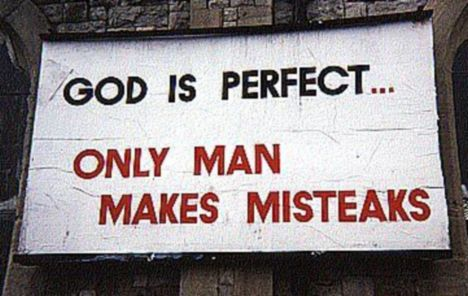 GOD IS PERFECT...
ONLY MAN
MAKES MISTEAKS